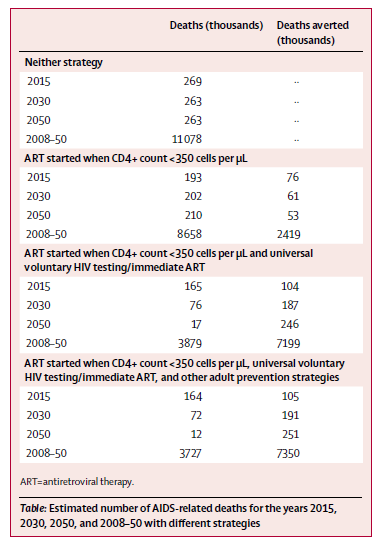 Deaths (thousands) Deaths averted
(thousands)
Neither strategy
2015 269 ..
2030 263 ..
2050 263 ..
2008–50 11 078 ..
ART started when CD4+ count <350 cells per µL
2015 193 76
2030 202 61
2050 210 53
2008–50 8658 2419
ART started when CD4+ count <350 cells per µL and universal
voluntary HIV testing/immediate ART
2015 165 104
2030 76 187
2050 17 246
2008–50 3879 7199
ART started when CD4+ count <350 cells per µL, universal voluntary
HIV testing/immediate ART, and other adult prevention strategies
2015 164 105
2030 72 191
2050 12 251
2008–50 3727 7350
ART=antiretroviral therapy.
Table: Estimated number of AIDS-related deaths for the years 2015,
2030, 2050, and 2008–50 with different strategies